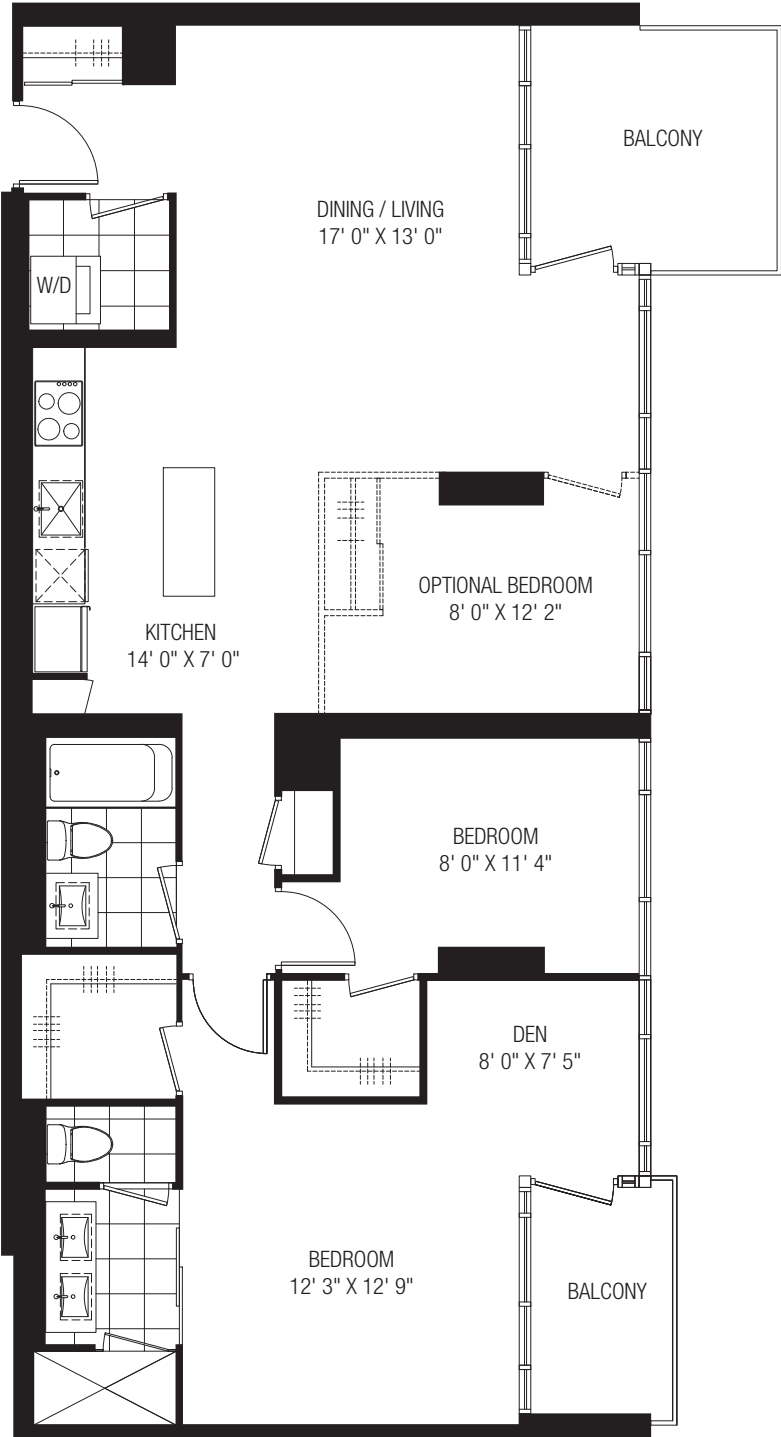 BALCONY
DINING / LIVING
17' 0" X 13' 0"
W/D
OPTIONAL BEDROOM
8' 0" X 12' 2"
KITCHEN
14' 0" X 7' 0"
BEDROOM
8' 0" X 11' 4"
DEN
8' 0" X 7' 5"
BEDROOM
12' 3" X 12' 9"
BALCONY